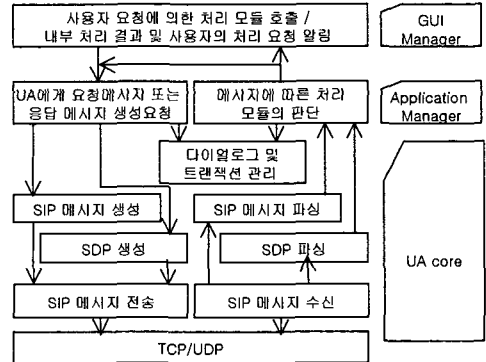 사용자 요청에 의한 처리 모듈 호출 /
내부 처리 결과 및 사용자의 처리 요청 알림
GUI
Manager
UA에게 요청메시지 또는
응답 메시지 생성요청
메시지에 따른 처리
모듈의 판단
Application
Manager
다이얼로그 및
트랜잭션 관리
SIP 메시지 생성
SIP 메시지 파싱
SDP 생성
SDP 파싱
UA core
SIP 메시지 전송
SIP 메시지 수신
TCP/UDP